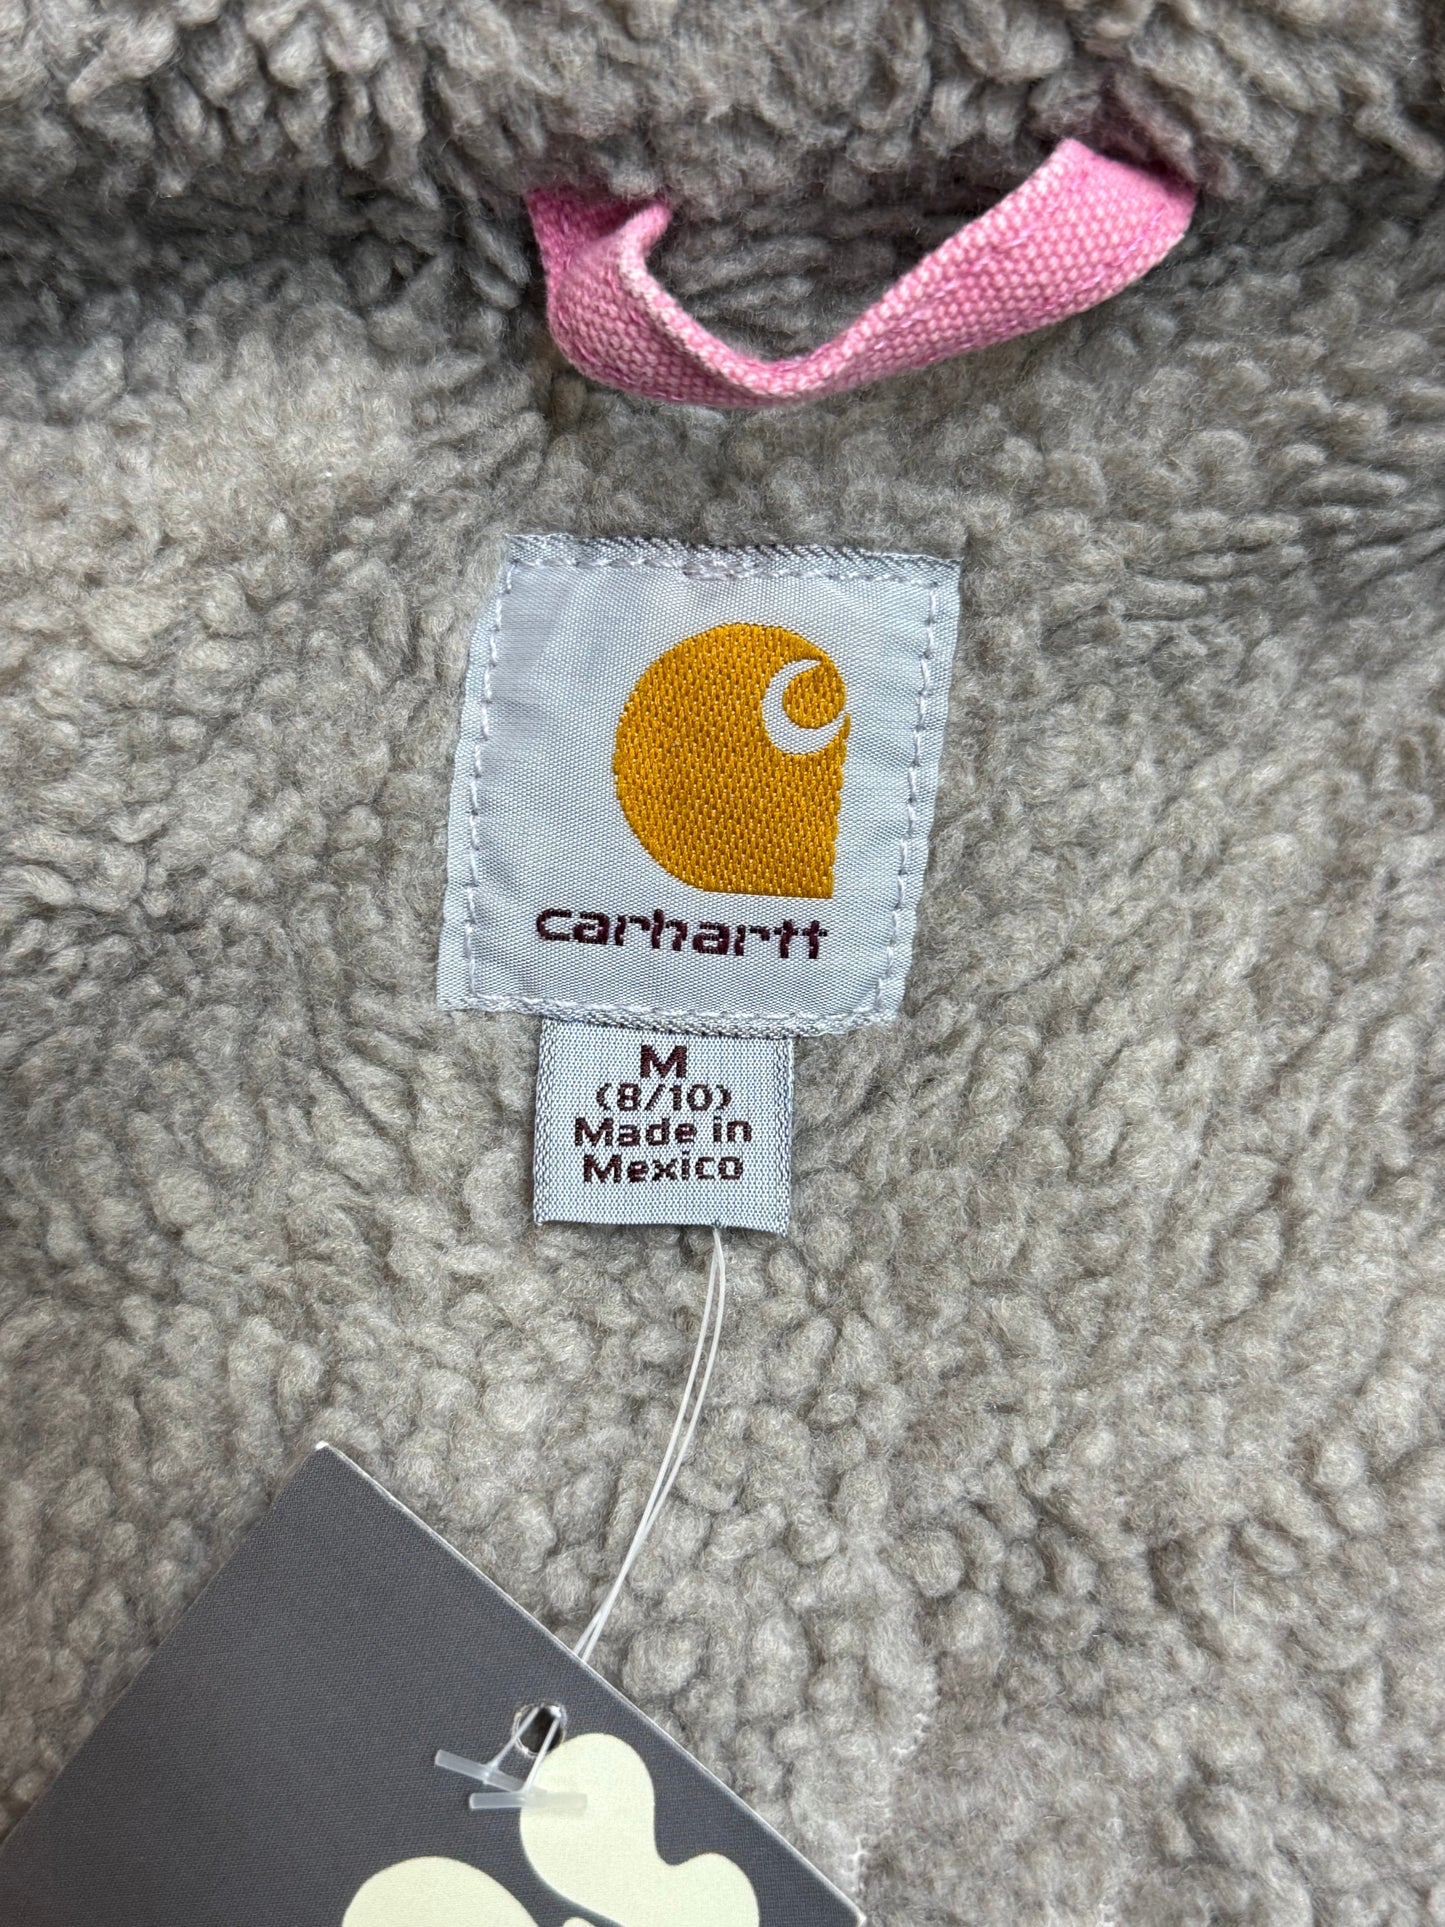 carhartt
M
(8/10)
Made in
Mexico